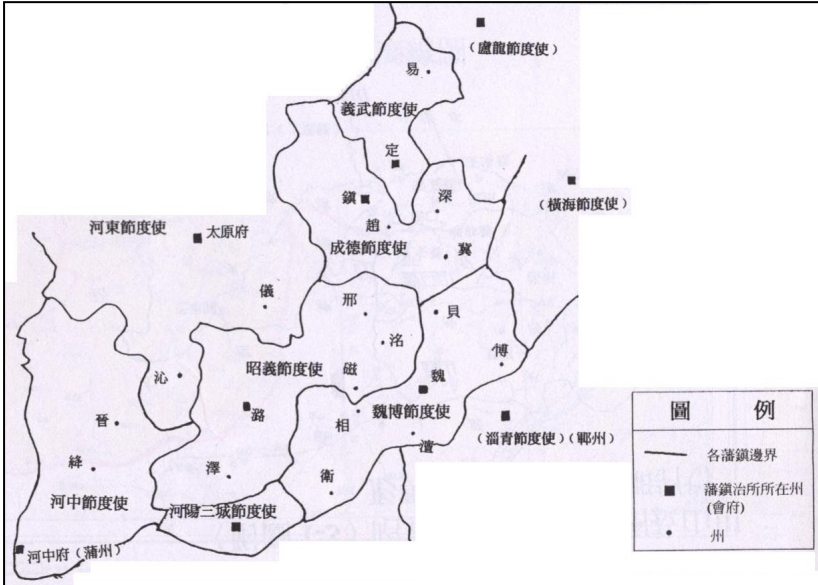 (盧龍節度使)
易
義武節度使
定
(橫海節度使)
鎮
深
趙
成德節度使
冀
河東節度使
太原府
儀
邢
貝
洺
博
沁
昭義節度使
磁
魏
潞
相
魏博節度使
(淄青節度使)(鄆州)
晉
澶
絳
澤
衛
河中節度使
河陽三城節度使
河中府(蒲州)
圖 例
各藩鎮邊界
藩鎮治所所在州
(會府)
州